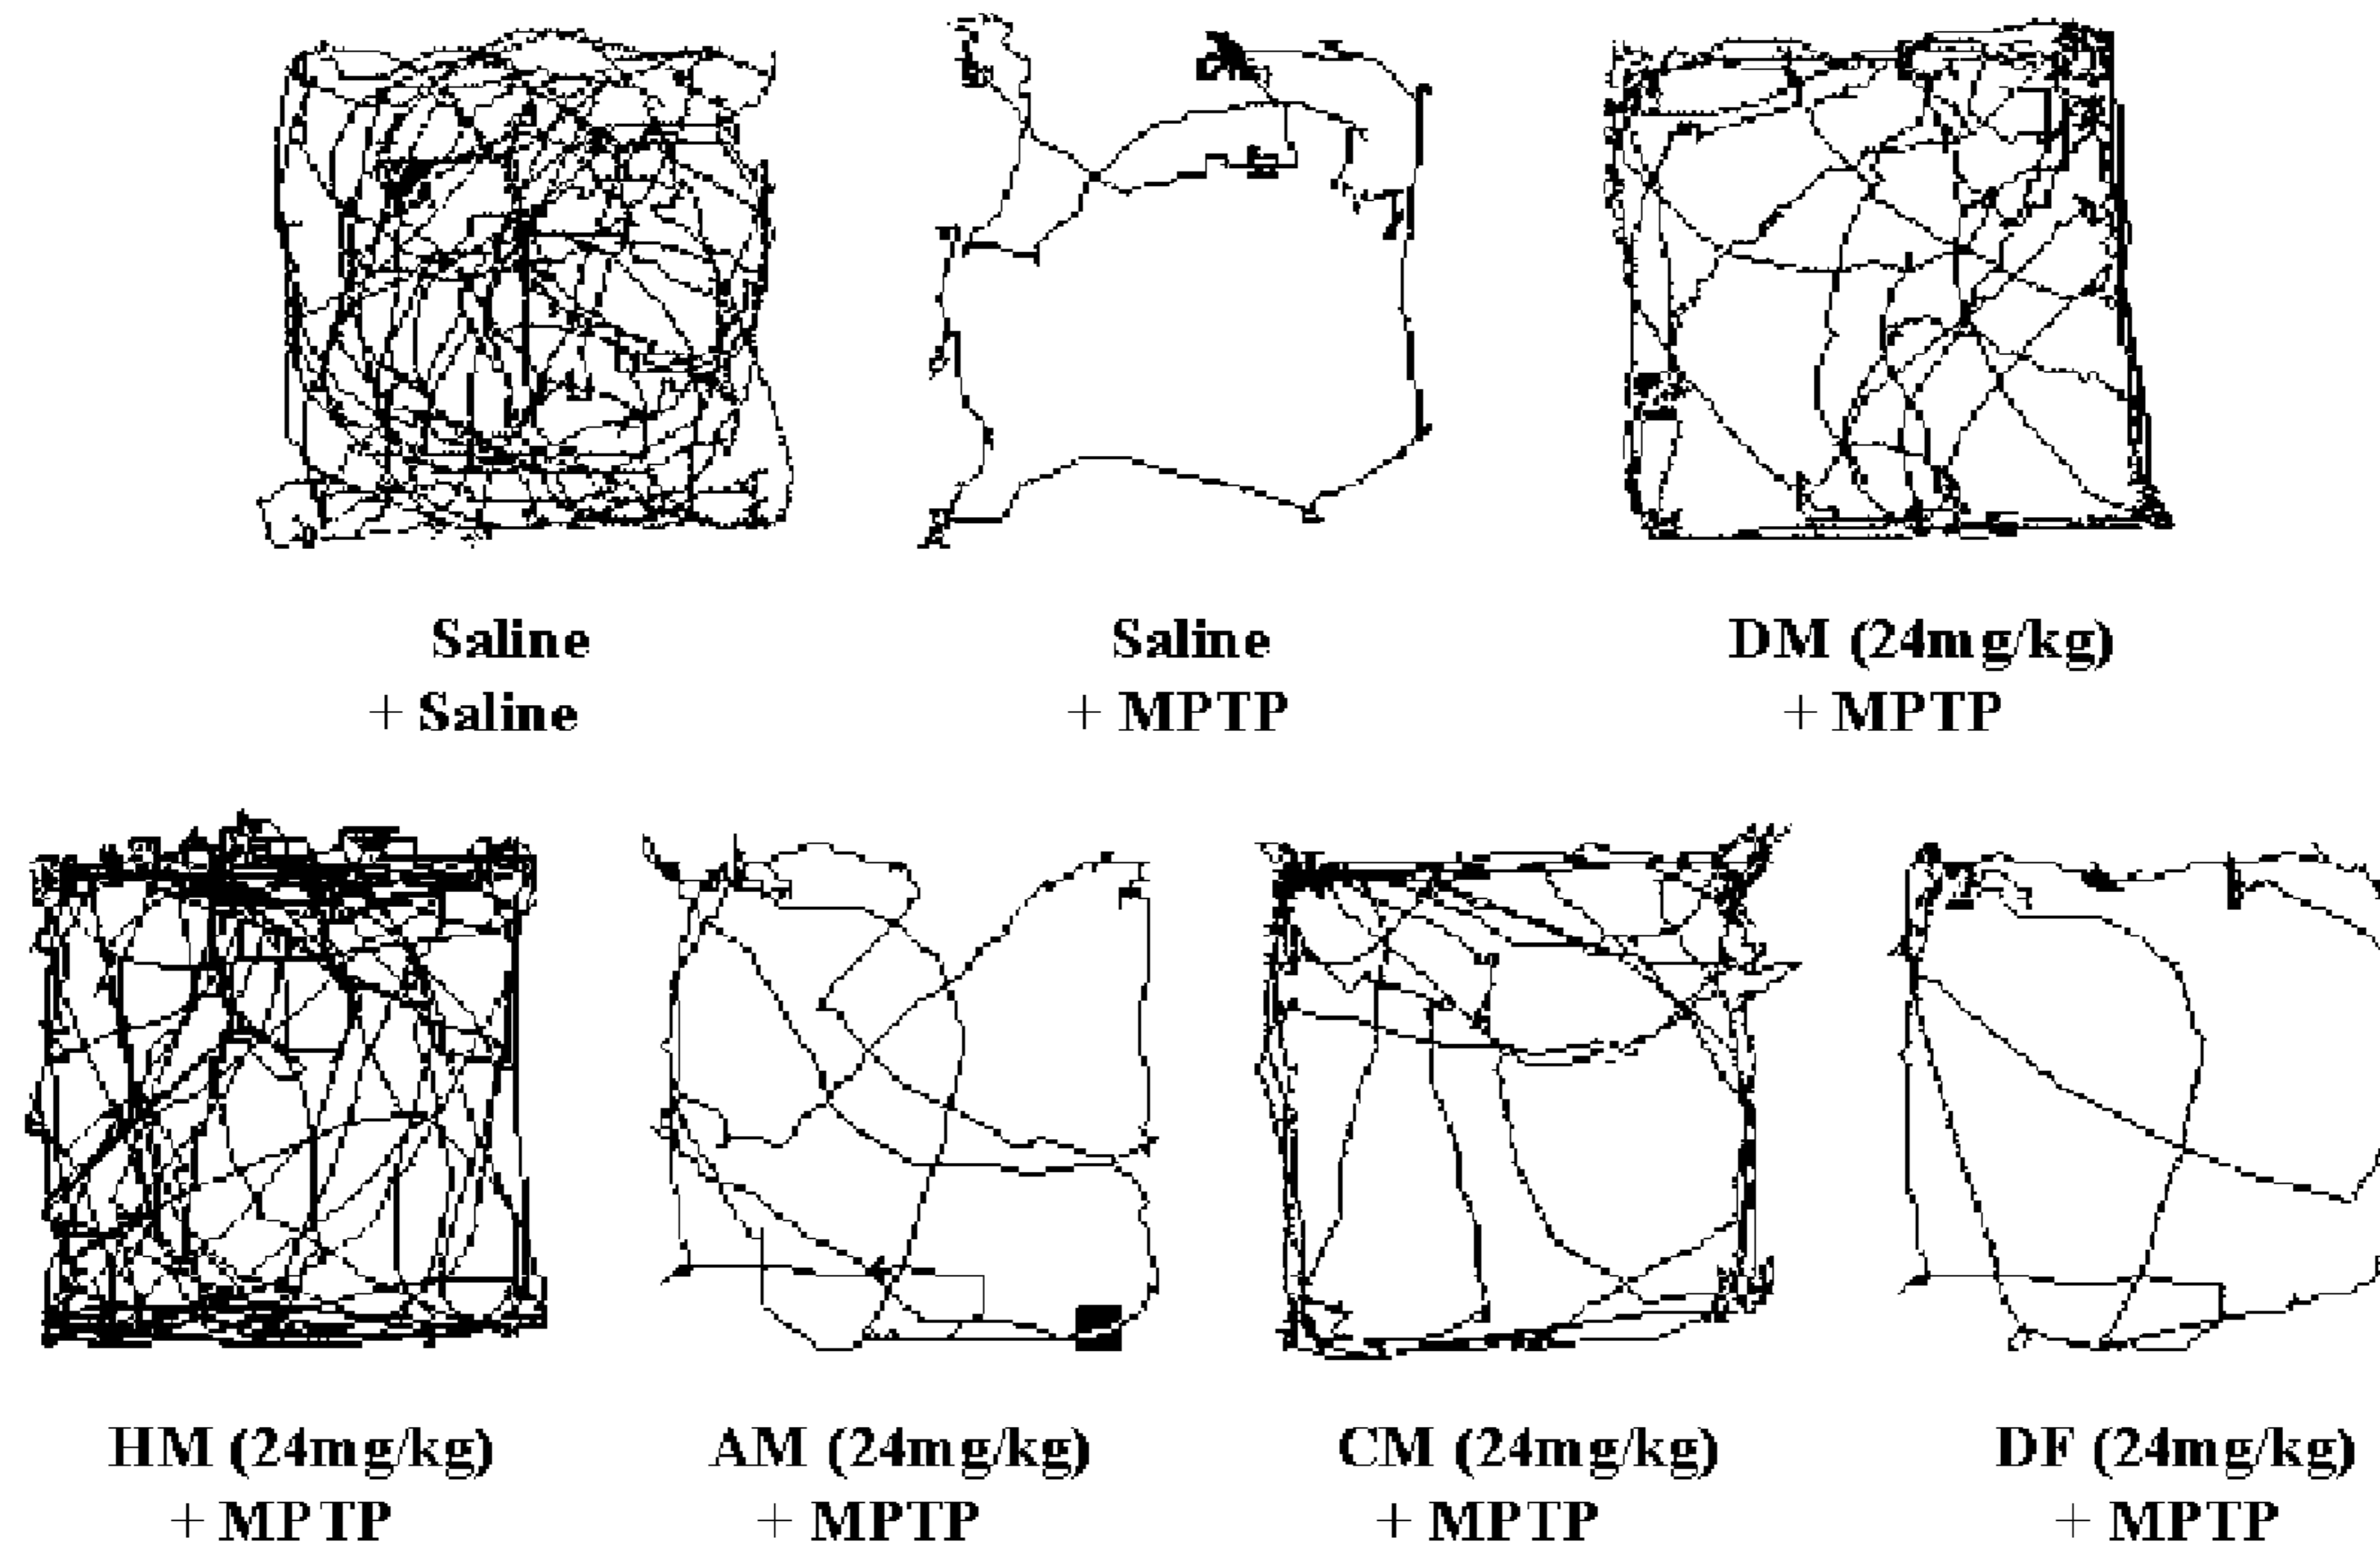 Saline
+ Saline
Saline
+ MPTP
DM (24mg/kg)
+ MPTP
HM (24mg/kg)
+ MPTP
AM (24mg/kg)
+ MPTP
CM (24mg/kg)
+ MPTP
DF (24mg/kg)
+ MPTP